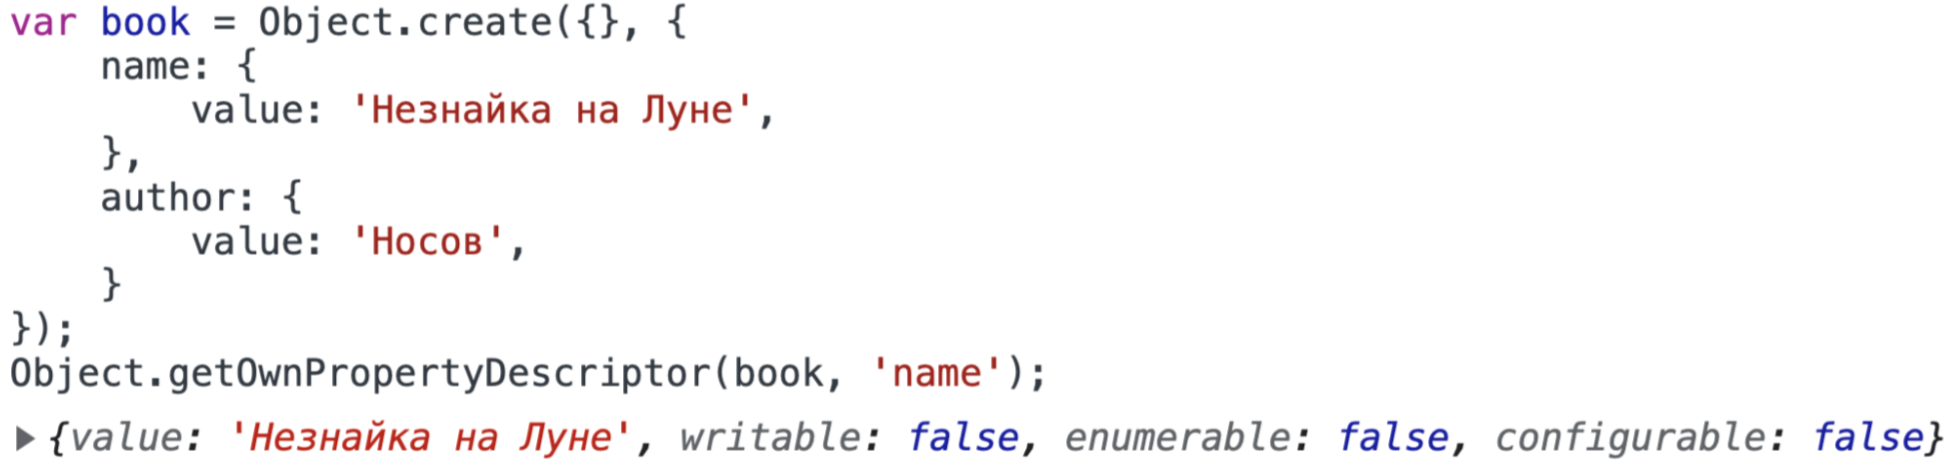 var book = Object.create({}, {
    name: {
        value: 'Незнайка на Луне',
    },
    author: {
        value: 'Носов',
    }
});
Object.getOwnPropertyDescriptor(book, 'name');
▶ {value: 'Незнайка на Луне', writable: false, enumerable: false, configurable: false}